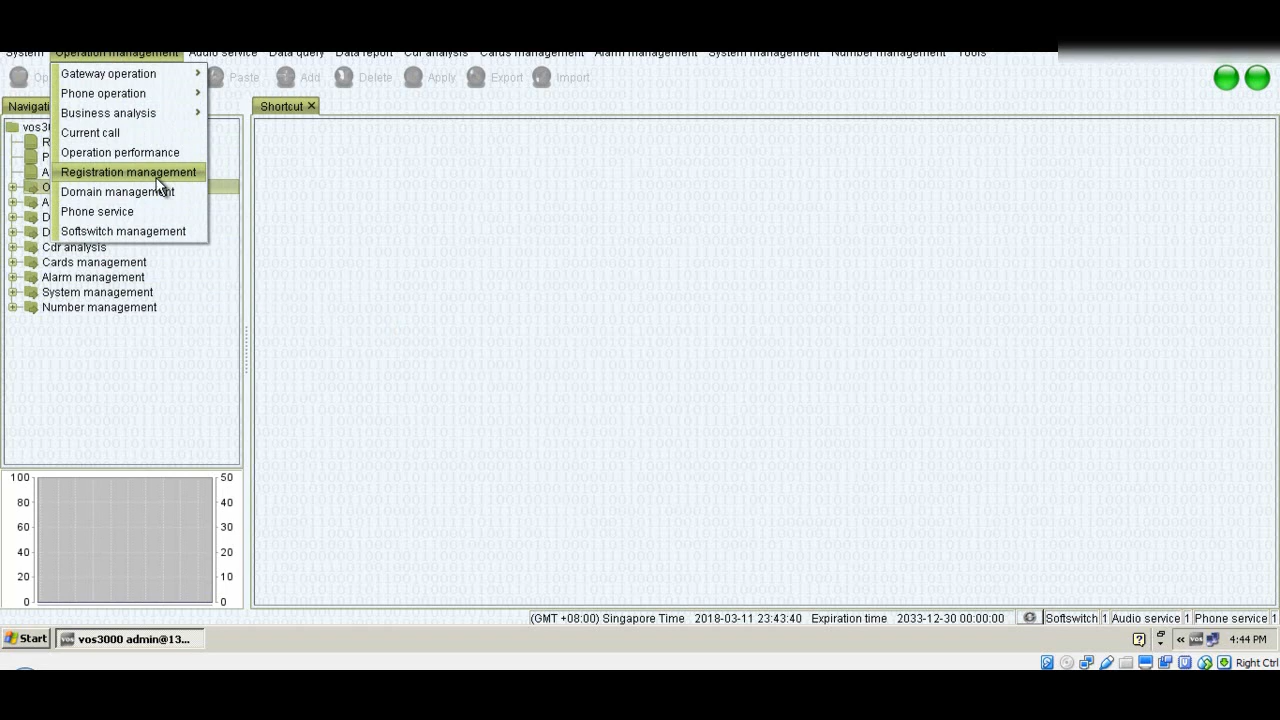 System Operation management Audio service Data query Data report Cdr analysis Cards management Alarm management System management Number management Tools
Op Paste Add Delete Apply Export Import
Navigati
Shortcut
Gateway operation
Phone operation
Business analysis
Current call
Operation performance
Registration management
Domain management
Phone service
Softswitch management
vos30
R
P
A
O
A
D
D
Cdr analysis
Cards management
Alarm management
System management
Number management
100 50
80 40
60 30
40 20
20 10
0 0
(GMT +08:00) Singapore Time 2018-03-11 23:43:40 Expiration time 2033-12-30 00:00:00 Softswitch 1 Audio service 1 Phone service 1
Start vos3000 admin@13... « 4:44 PM
Right Ctrl